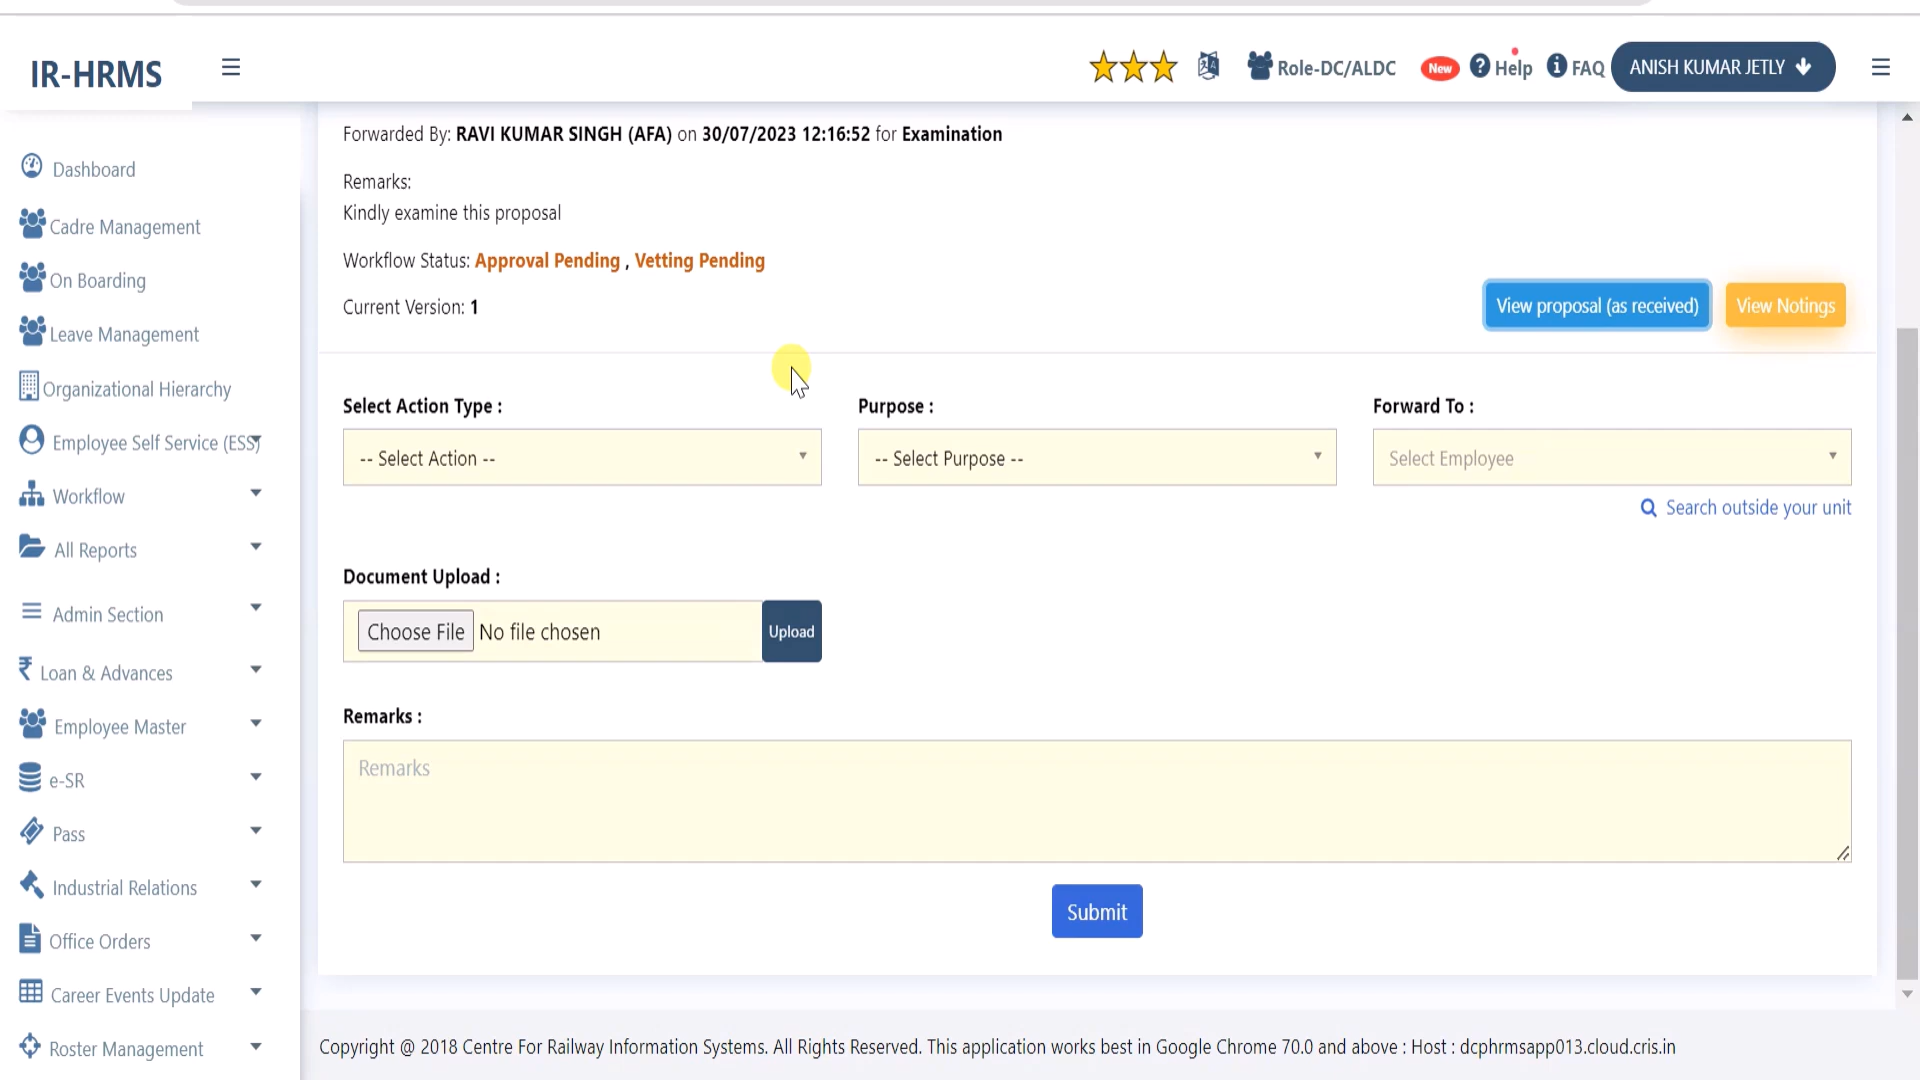 IR-HRMS
Role-DC/ALDC
New
Help
FAQ
ANISH KUMAR JETLY
Dashboard
Cadre Management
On Boarding
Leave Management
Organizational Hierarchy
Employee Self Service (ESS)
Workflow
All Reports
Admin Section
Loan & Advances
Employee Master
e-SR
Pass
Industrial Relations
Office Orders
Career Events Update
Roster Management
Forwarded By: RAVI KUMAR SINGH (AFA) on 30/07/2023 12:16:52 for Examination
Remarks:
Kindly examine this proposal
Workflow Status: Approval Pending , Vetting Pending
Current Version: 1
View proposal (as received)
View Notings
Select Action Type :
-- Select Action --
Purpose :
-- Select Purpose --
Forward To :
Select Employee
Search outside your unit
Document Upload :
Choose File No file chosen
Upload
Remarks :
Remarks
Submit
Copyright @ 2018 Centre For Railway Information Systems. All Rights Reserved. This application works best in Google Chrome 70.0 and above : Host : dcphrmsapp013.cloud.cris.in